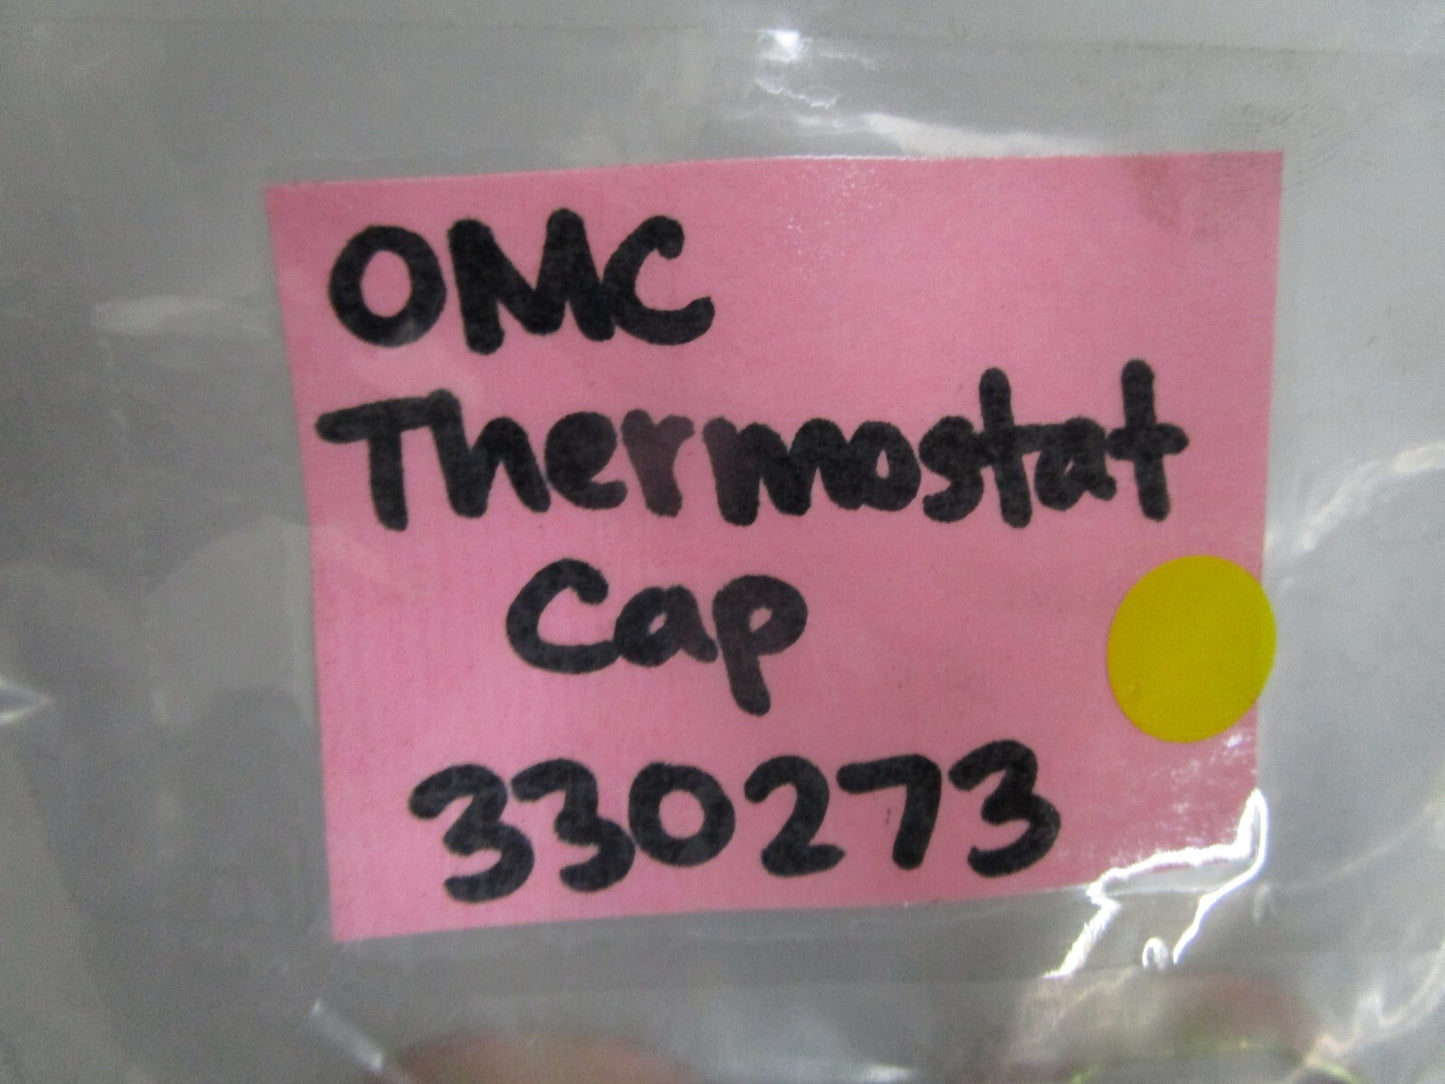 OMC
Thermostat
Cap
330273